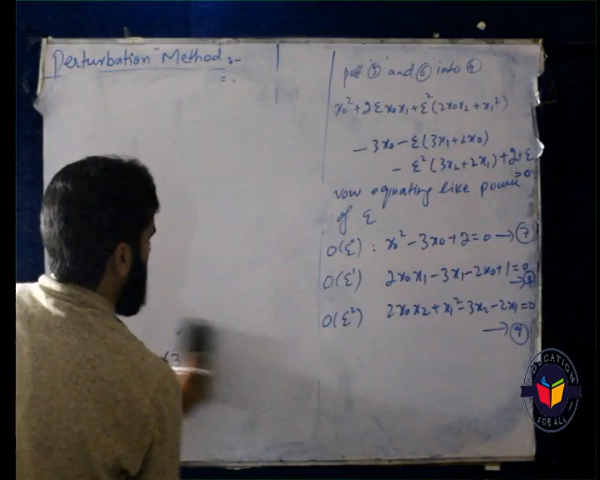 Perturbation Method :-
put (5) and (6) into (4)
x₀² + 2εx₀x₁ + ε²(2x₀x₂ + x₁²)
- 3x₀ - ε(3x₁ + 2x₀)
- ε²(3x₂ + 2x₁) + 2 + ε
= 0
now equating like power
of ε
O(ε⁰) : x₀² - 3x₀ + 2 = 0 → (7)
O(ε¹) 2x₀x₁ - 3x₁ - 2x₀ + 1 = 0
→ (8)
O(ε²) 2x₀x₂ + x₁² - 3x₂ - 2x₁ = 0
→ (9)
EDUCATION
FOR ALL